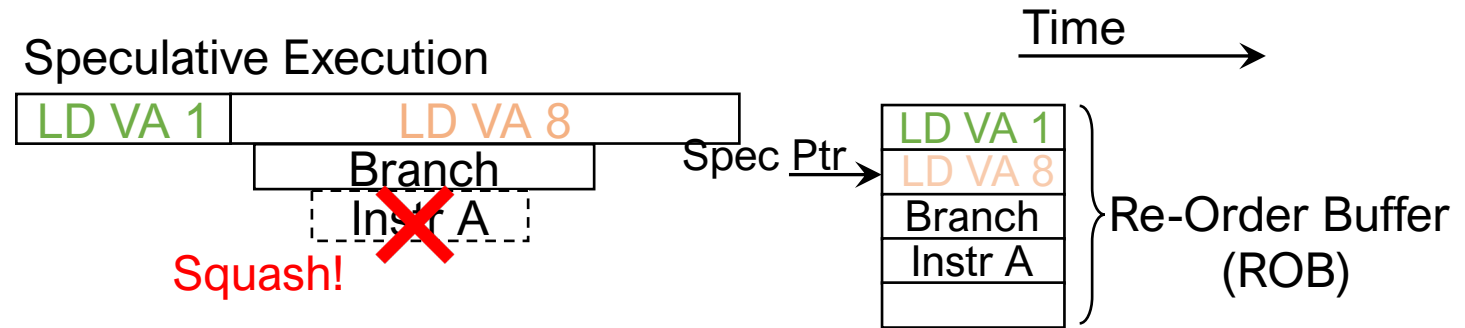 Time
Speculative Execution
LD VA 1
LD VA 8
Branch
Instr A
Squash!
Spec Ptr
LD VA 1
LD VA 8
Branch
Instr A
Re-Order Buffer
(ROB)